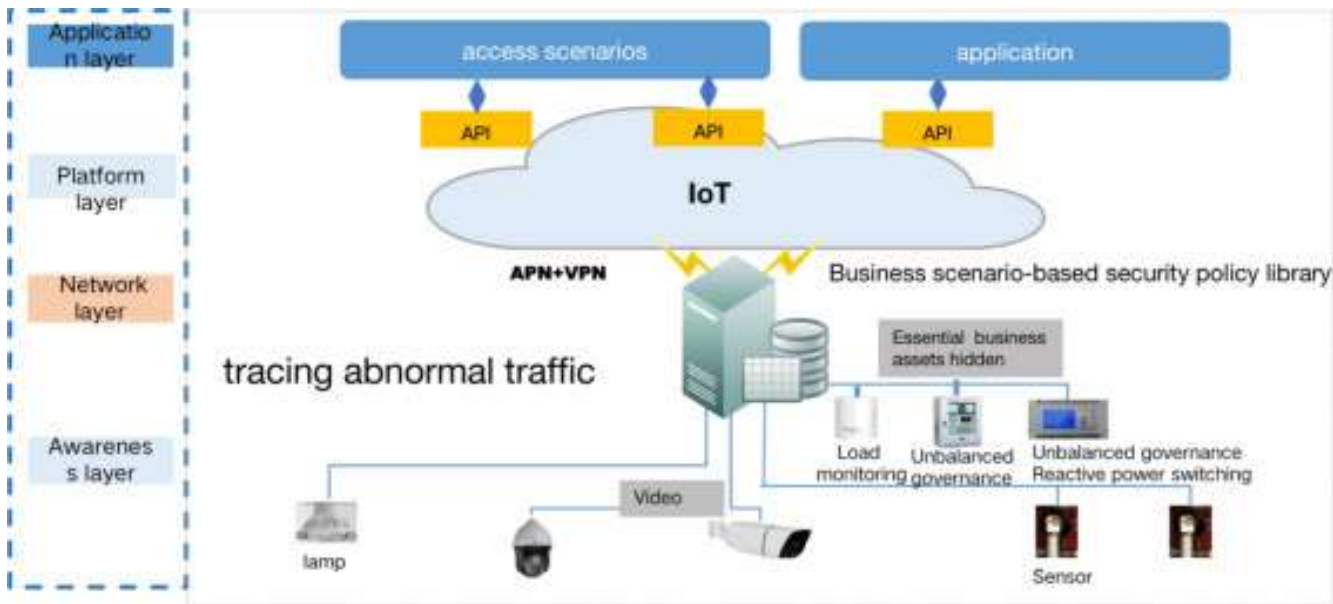 Applicatio
n layer
access scenarios
application
API
API
API
Platform
layer
IoT
APN+VPN
Business scenario-based security policy library
Network
layer
Essential business
assets hidden
tracing abnormal traffic
Awarenes
s layer
Load
monitoring
Unbalanced
governance
Unbalanced governance
Reactive power switching
Video
lamp
Sensor